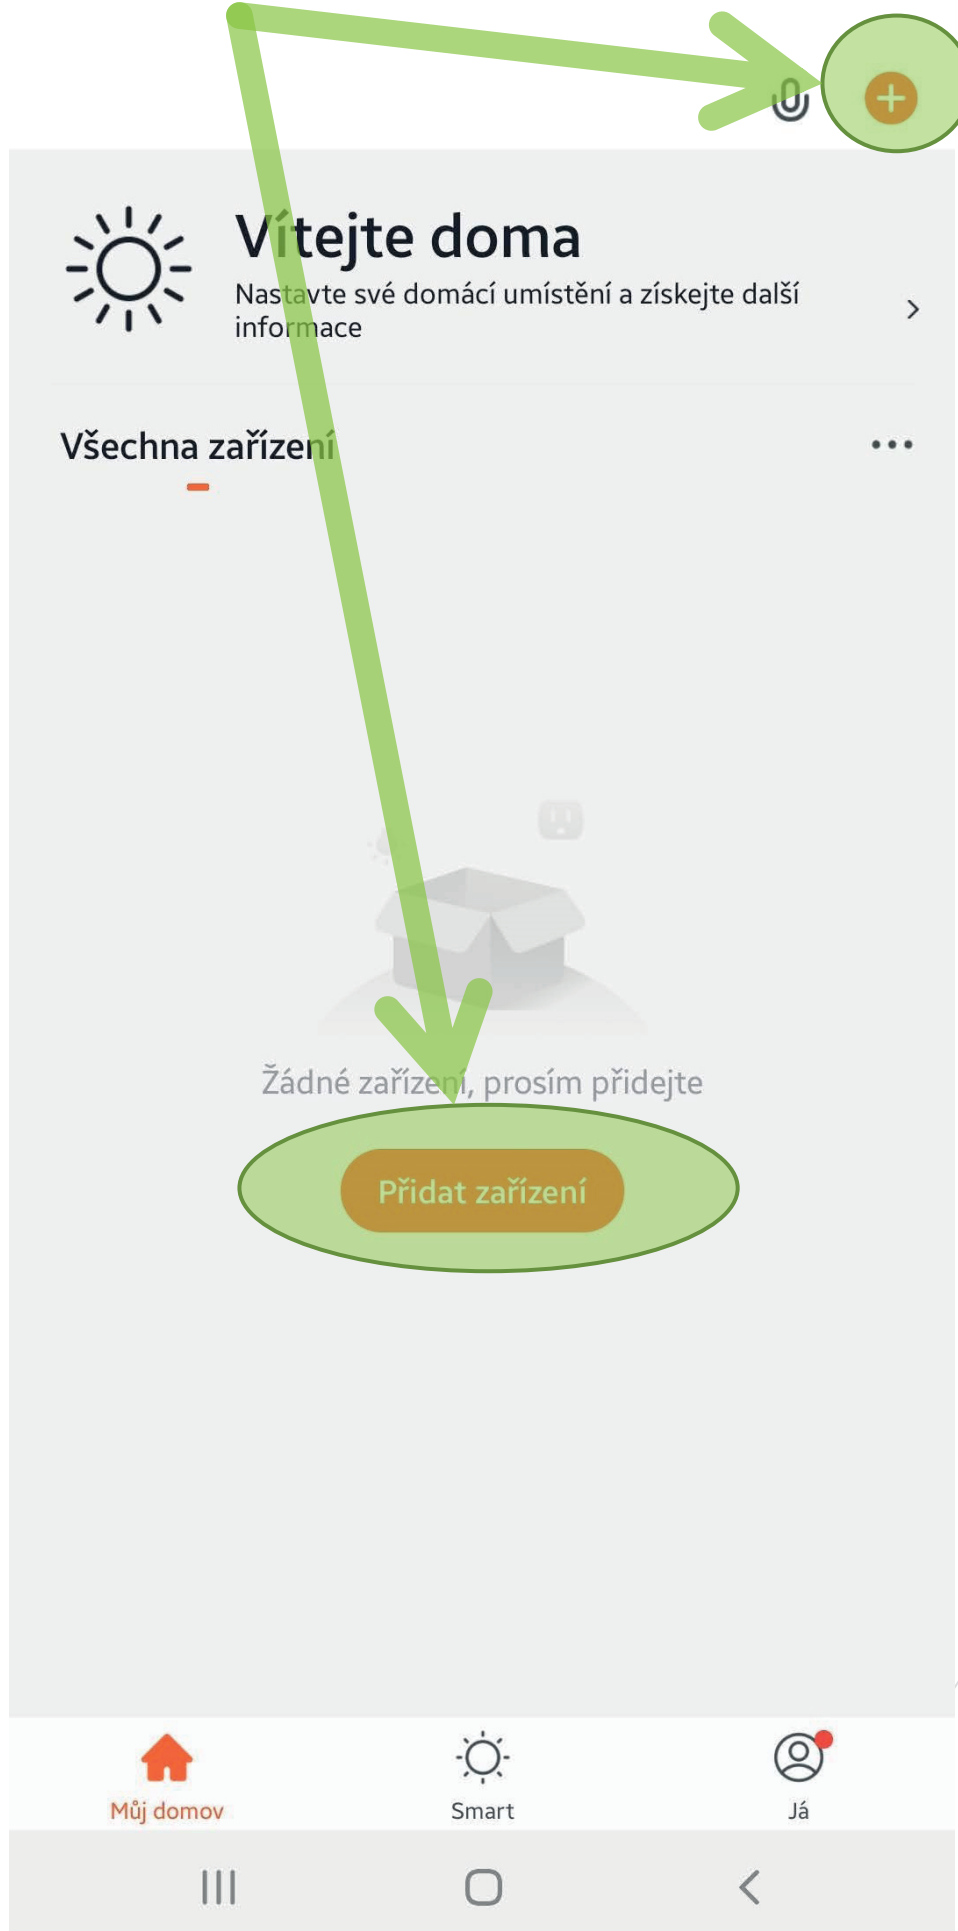 Vítejte doma
Nastavte své domácí umístění a získejte další
informace
Všechna zařízení
Žádné zařízení, prosím přidejte
Přidat zařízení
Můj domov
Smart
Já